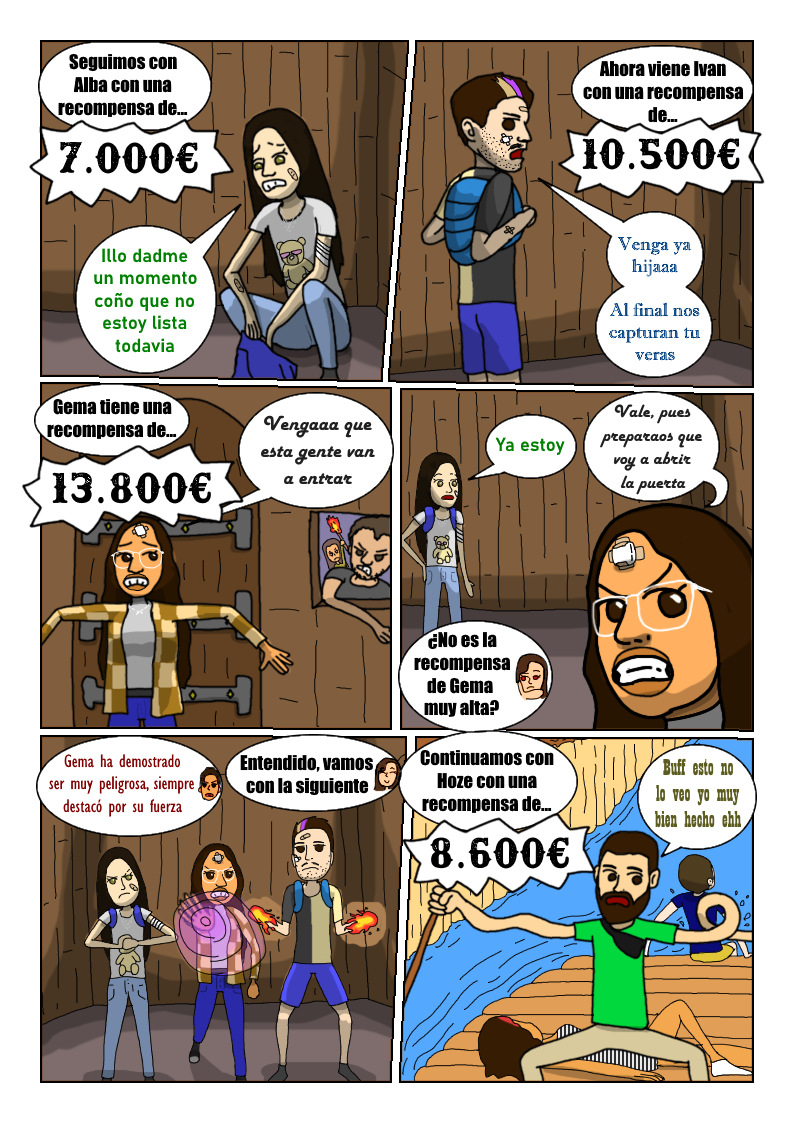 Seguimos con
Alba con una
recompensa de...
7.000€
Illo dadme
un momento
coño que no
estoy lista
todavia
Ahora viene Ivan
con una recompensa
de...
10.500€
Venga ya
hijaaa
Al final nos
capturan tu
veras
Gema tiene una
recompensa de...
13.800€
Vengaaa que
esta gente van
a entrar
Ya estoy
Vale, pues
preparaos que
voy a abrir
la puerta
¿No es la
recompensa
de Gema
muy alta?
Gema ha demostrado
ser muy peligrosa, siempre
destacó por su fuerza
Entendido, vamos
con la siguiente
Continuamos con
Hoze con una
recompensa de...
8.600€
Buff esto no
lo veo yo muy
bien hecho ehh